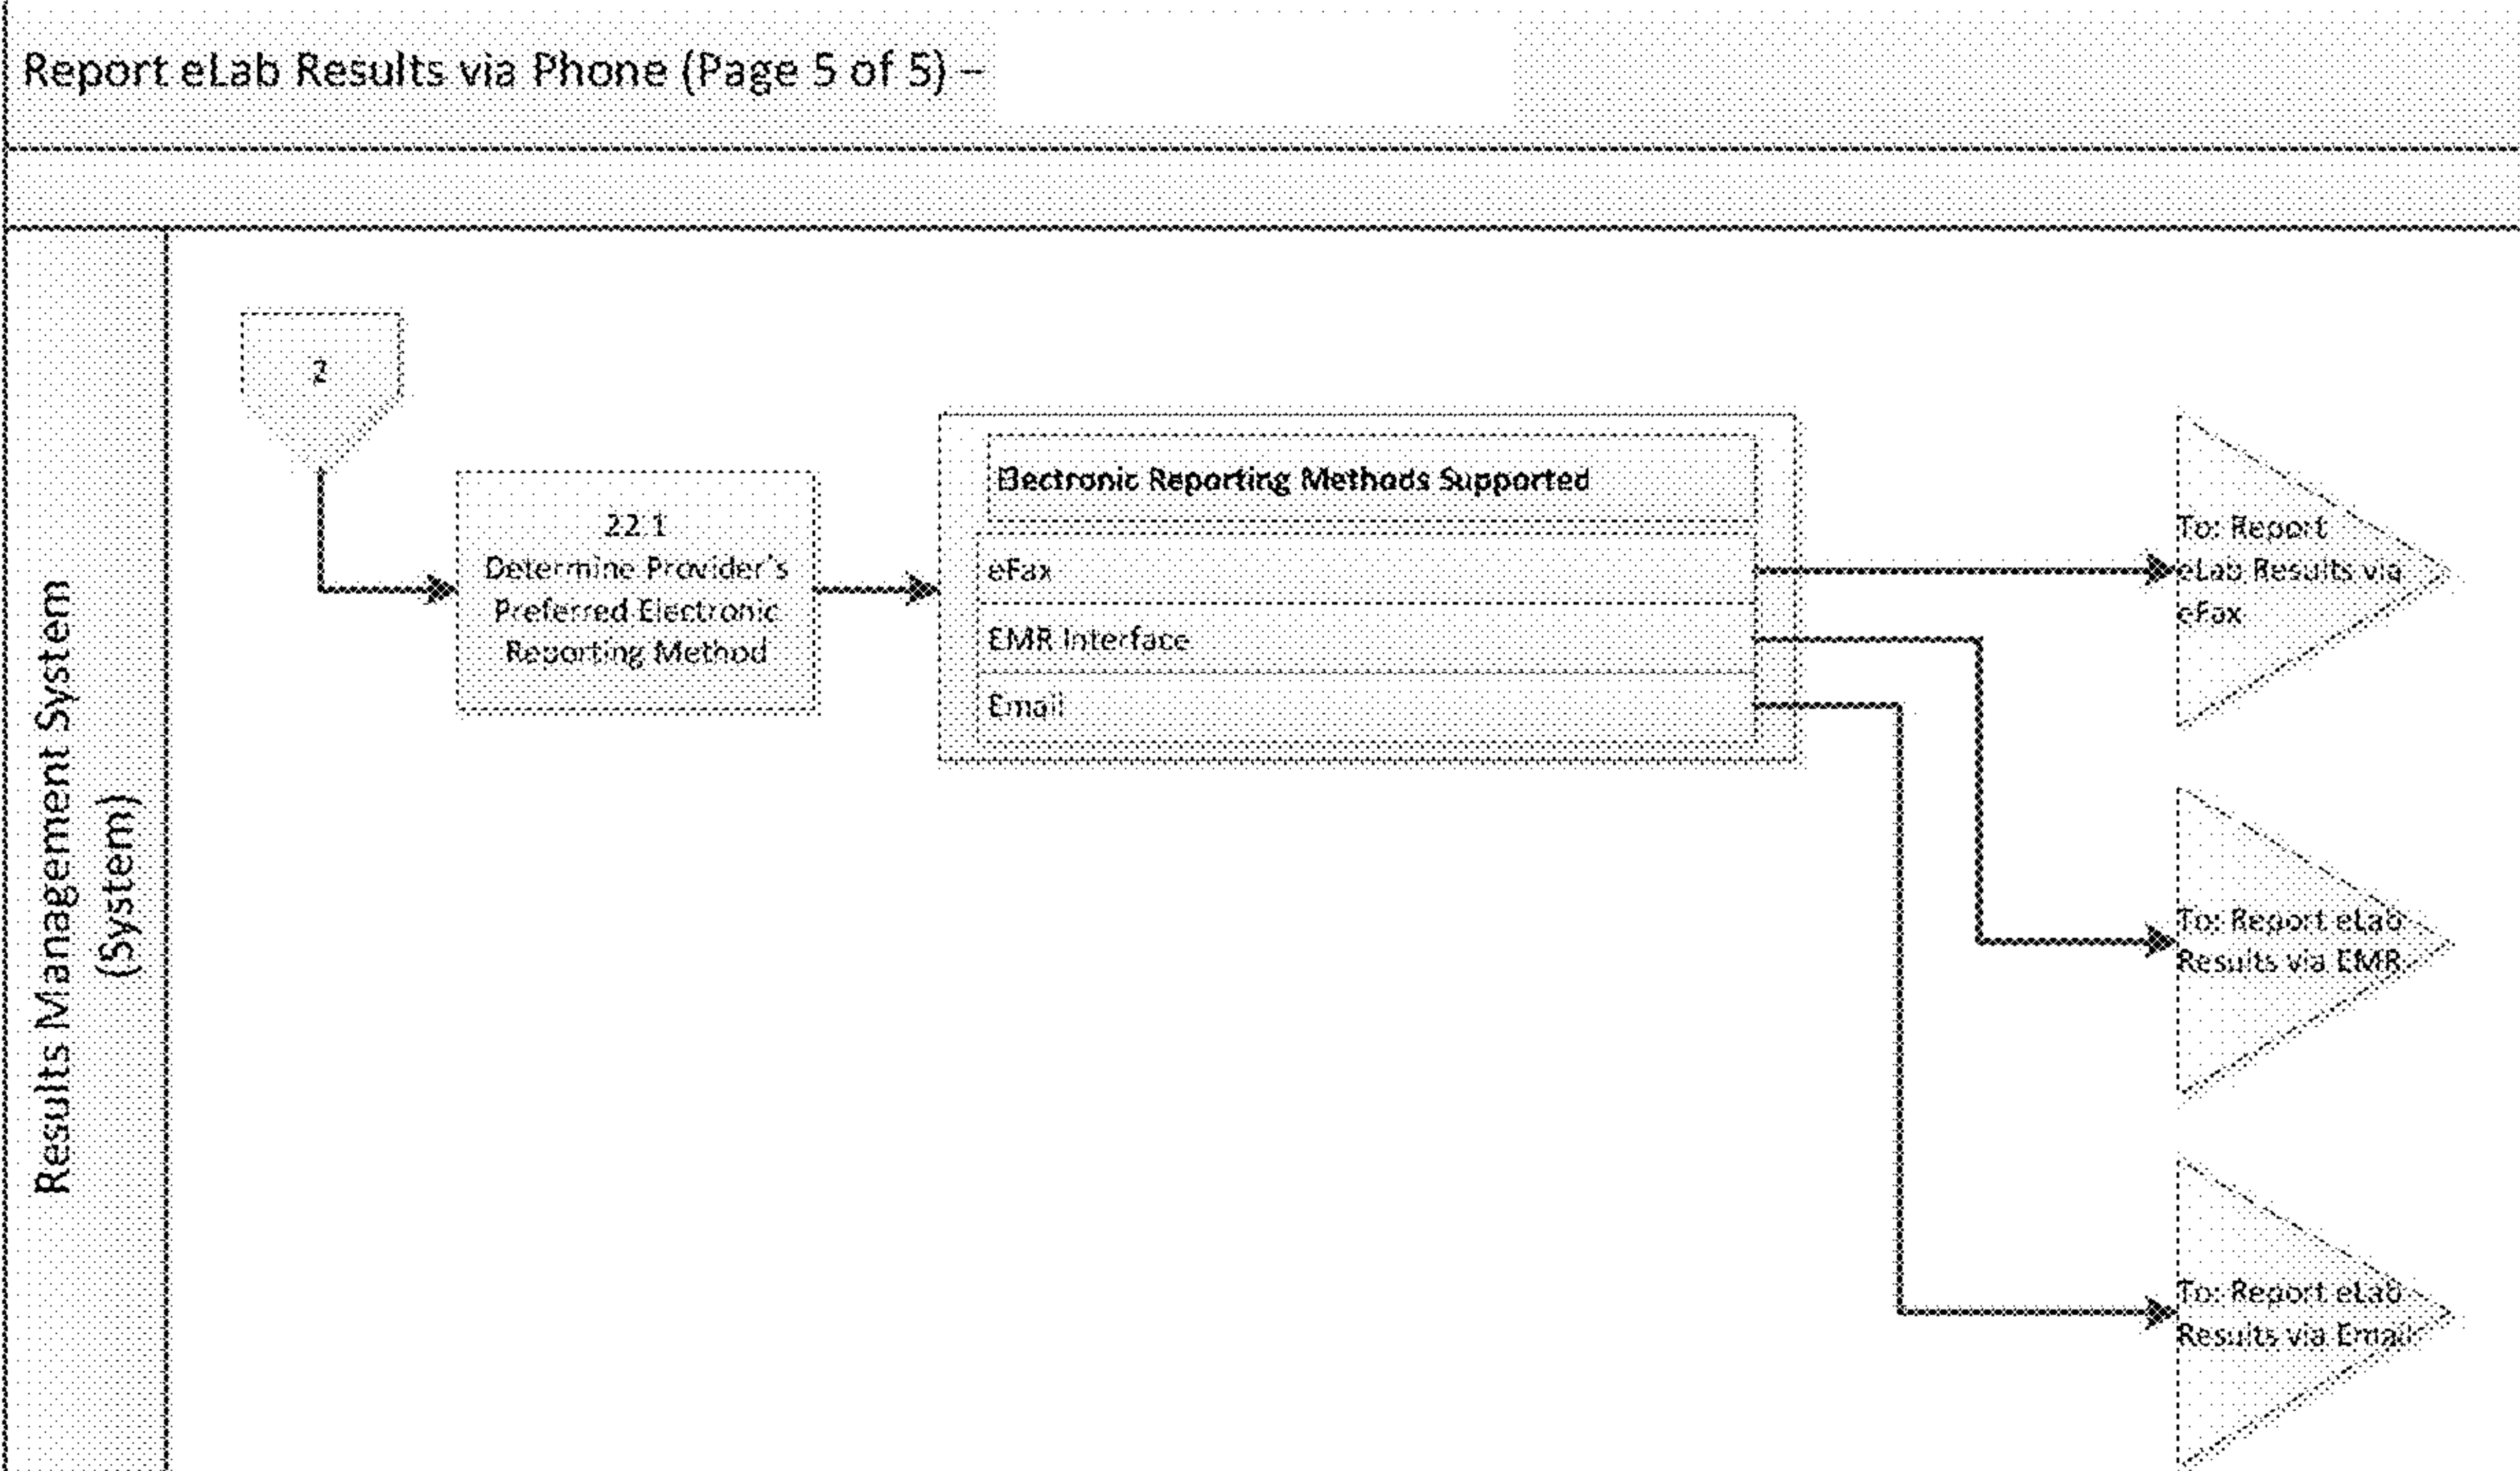 Report eLab Results via Phone (Page 5 of 5) –
Results Management System
(System)
2
22.1
Determine Provider's
Preferred Electronic
Reporting Method
Electronic Reporting Methods Supported
eFax
EMR Interface
Email
To: Report
eLab Results via
eFax
To: Report eLab
Results via EMR
To: Report eLab
Results via Email